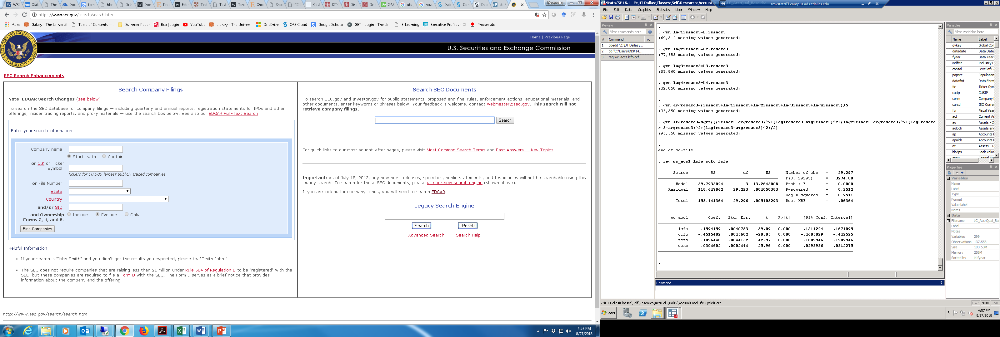 Devendra
https://www.sec.gov/search/search.htm
Apps
Galaxy - The Universit
Table of Contents —
Summer Paper
Box | Login
YouTube
Library - The Universit
OneDrive
SAS Cloud
Google Scholar
GET - Login - The Un
E-Learning
Executive Profiles - C
Prowessdx
Home | Previous Page
U.S. Securities and Exchange Commission
SEC Search Enhancements
Search Company Filings
Note: EDGAR Search Changes (see below)
To search the SEC database for company filings — including quarterly and annual reports, registration statements for IPOs and other
offerings, insider trading reports, and proxy materials — use the search box below. See also our EDGAR Full-Text Search.
Enter your search information.
Company name:
Starts with Contains
or CIK or Ticker
Symbol:
Tickers for 10,000 largest publicly traded companies
or File Number:
State:
Country:
and/or SIC:
and Ownership
Forms 3, 4, and 5.
Include Exclude Only
Find Companies
Helpful Information
If your search is "John Smith" and you didn't get the results you expected, please try "Smith John."
The SEC does not require companies that are raising less than $1 million under Rule 504 of Regulation D to be "registered" with the
SEC, but these companies are required to file a Form D with the SEC. The Form D serves as a brief notice that provides
information about the company and the offering.
Search SEC Documents
To search SEC.gov and Investor.gov for public statements, proposed and final rules, enforcement actions, educational materials, and
other documents, enter keywords or phrases below. Your feedback is welcome, contact webmaster@sec.gov. This search will not
retrieve company filings.
Search
For quick links to our most sought-after pages, please visit Most Common Search Terms and Fast Answers — Key Topics.
Important: As of July 18, 2013, any new press releases, speeches, public statements, and testimonies will not be searchable using this
legacy search. To search for these SEC documents, please use our new search engine (shown above).
If you are looking for company filings, you will need to search EDGAR.
Legacy Search Engine
Search Reset
Advanced Search | Search Help
http://www.sec.gov/search/search.htm
4:57 PM
8/27/2018
Stata/SE 15.1 - Z:\UT Dallas\Classes\Self\Research\Accrual
smvstata03.campus.ad.utdallas.edu
File Edit Data Graphics Statistics User Window Help
Review
Filter commands here
# Command _rc
1 doedit "Z:\UT Dallas\...
2 do "C:\Users\DDK14...
3 reg wc_acc1 lcfo ccf...
.
. gen lag1resacc3=L.resacc3
(69,214 missing values generated)
. gen lag2resacc3=L2.resacc3
(77,683 missing values generated)
. gen lag3resacc3=L3.resacc3
(83,860 missing values generated)
. gen lag4resacc3=L4.resacc3
(89,058 missing values generated)
.
. gen avgresacc3=(resacc3+lag1resacc3+lag2resacc3+lag3resacc3+lag4resacc3)/5
(96,550 missing values generated)
. gen stdresacc3=sqrt(((resacc3-avgresacc3)^2+(lag1resacc3-avgresacc3)^2+(lag2resacc3-avgresacc3)^2+(lag3resacc
> 3-avgresacc3)^2+(lag4resacc3-avgresacc3)^2)/5)
(96,550 missing values generated)
.
end of do-file
. reg wc_acc1 lcfo ccfo fcfo
Source | SS df MS Number of obs = 29,297
F(3, 29293) = 3274.88
Model | 39.7935024 3 13.2645008 Prob > F = 0.0000
Residual | 118.647862 29,293 .004050383 R-squared = 0.2512
Adj R-squared = 0.2511
Total | 158.441364 29,296 .005408293 Root MSE = .06364
wc_acc1 | Coef. Std. Err. t P>|t| [95% Conf. Interval]
lcfo | .1594159 .0040783 39.09 0.000 .1514224 .1674095
ccfo | -.4515489 .0045682 -98.85 0.000 -.4605029 -.442595
fcfo | .1896446 .0044132 42.97 0.000 .1809946 .1982946
_cons | .0304605 .0005444 55.96 0.000 .0293936 .0315275
.
Command
Variables
Filter variables here
Name Label
gvkey Global Con
datadate Data Date
fyear Data Year
indfmt Industry F
consol Level of Co
popsrc Population
datafmt Data Form
tic Ticker Sym
cusip CUSIP
conm Company
curcd ISO Curren
fyr Fiscal Year
act Current As
ao Assets - O
aoloch Assets and
ap Accounts
apalch Accounts
at Assets - To
bkvlps Book Value
Properties
Variables
Name
Label
Type
Format
Value label
Notes
Data
Filename LC_AccrQual_Ba
Label
Notes
Variables 299
Observations 137,558
Size 183.53M
Memory 256M
Sorted by id fyear
Z:\UT Dallas\Classes\Self\Research\Accrual Quality\Accruals and Life Cycle\Data
CAP NUM OVR
Start
4:57 PM
8/27/2018